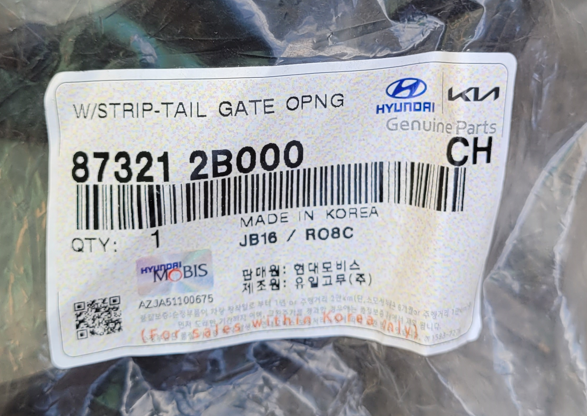 W/STRIP-TAIL GATE OPNG
HYUNDAI KIA
Genuine Parts
87321 2B000 CH
MADE IN KOREA
QTY: 1 JB16 / R08C
HYUNDAI
MOBIS
판매원: 현대모비스
제조원: 유일고무(주)
AZJA51100675
(For sales within Korea only)